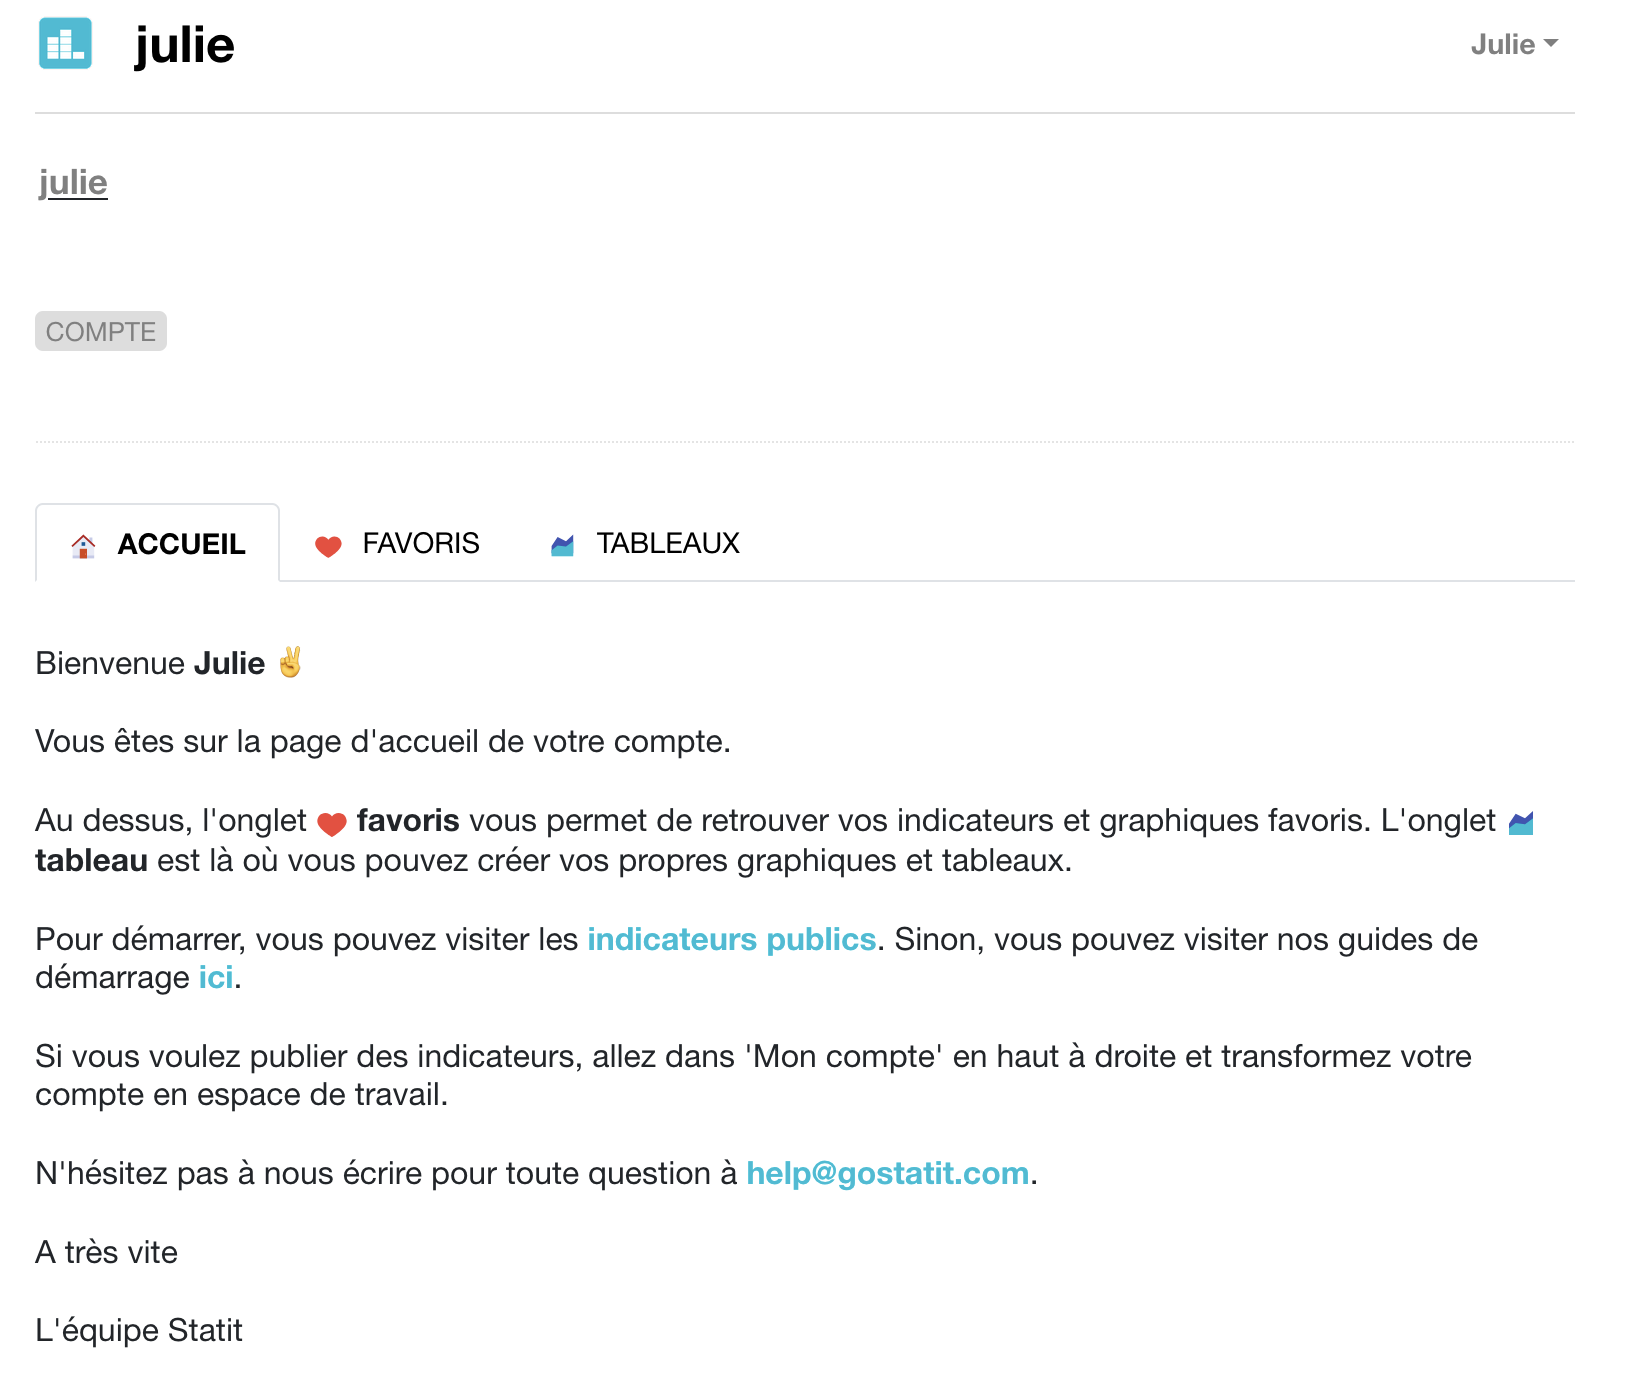 julie
Julie
julie
COMPTE
ACCUEIL
FAVORIS
TABLEAUX
Bienvenue Julie ✌️
Vous êtes sur la page d'accueil de votre compte.
Au dessus, l'onglet ❤️ favoris vous permet de retrouver vos indicateurs et graphiques favoris. L'onglet
tableau est là où vous pouvez créer vos propres graphiques et tableaux.
Pour démarrer, vous pouvez visiter les indicateurs publics. Sinon, vous pouvez visiter nos guides de
démarrage ici.
Si vous voulez publier des indicateurs, allez dans 'Mon compte' en haut à droite et transformez votre
compte en espace de travail.
N'hésitez pas à nous écrire pour toute question à help@gostatit.com.
A très vite
L'équipe Statit